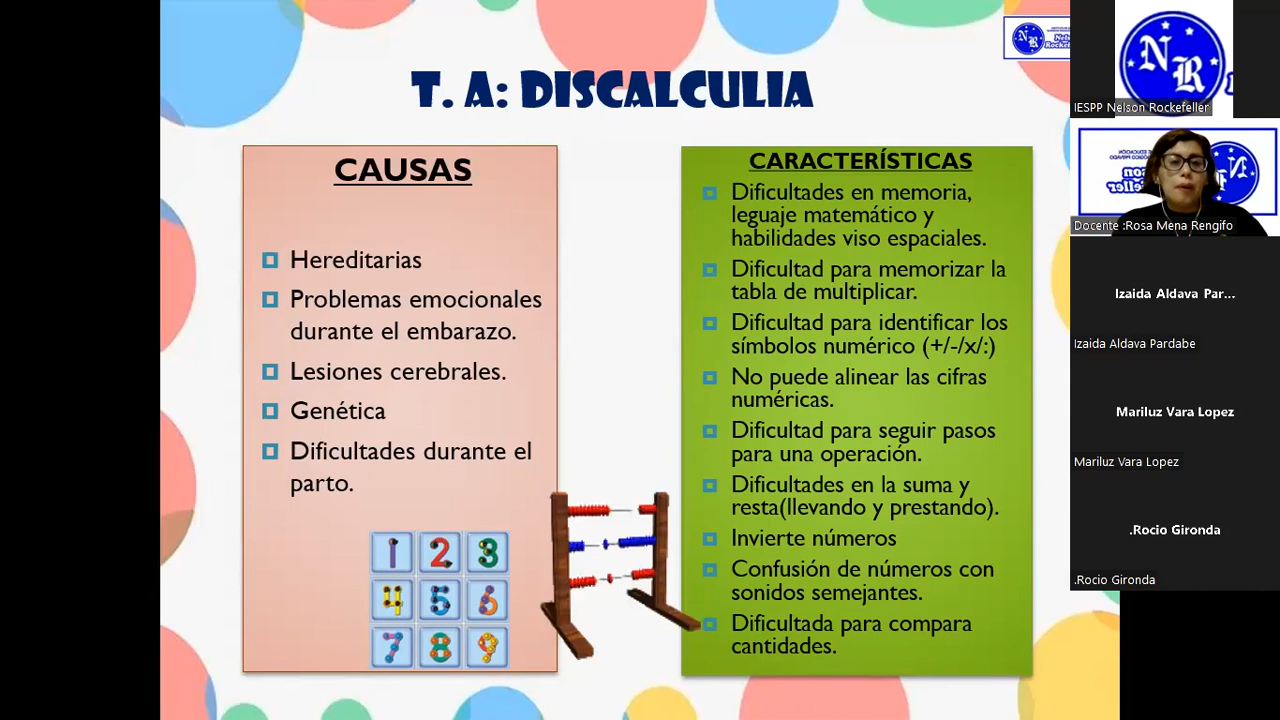 T. A: DISCALCULIA
CAUSAS
Hereditarias
Problemas emocionales
durante el embarazo.
Lesiones cerebrales.
Genética
Dificultades durante el
parto.
1 2 3
4 5 6
7 8 9
CARACTERÍSTICAS
Dificultades en memoria,
leguaje matemático y
habilidades viso espaciales.
Dificultad para memorizar la
tabla de multiplicar.
Dificultad para identificar los
símbolos numérico (+/-/x/:)
No puede alinear las cifras
numéricas.
Dificultad para seguir pasos
para una operación.
Dificultades en la suma y
resta(llevando y prestando).
Invierte números
Confusión de números con
sonidos semejantes.
Dificultada para compara
cantidades.
NR
NR
IESPP Nelson Rockefeller
Docente :Rosa Mena Rengifo
Izaida Aldava Par...
Izaida Aldava Pardabe
Mariluz Vara Lopez
Mariluz Vara Lopez
.Rocio Gironda
.Rocio Gironda